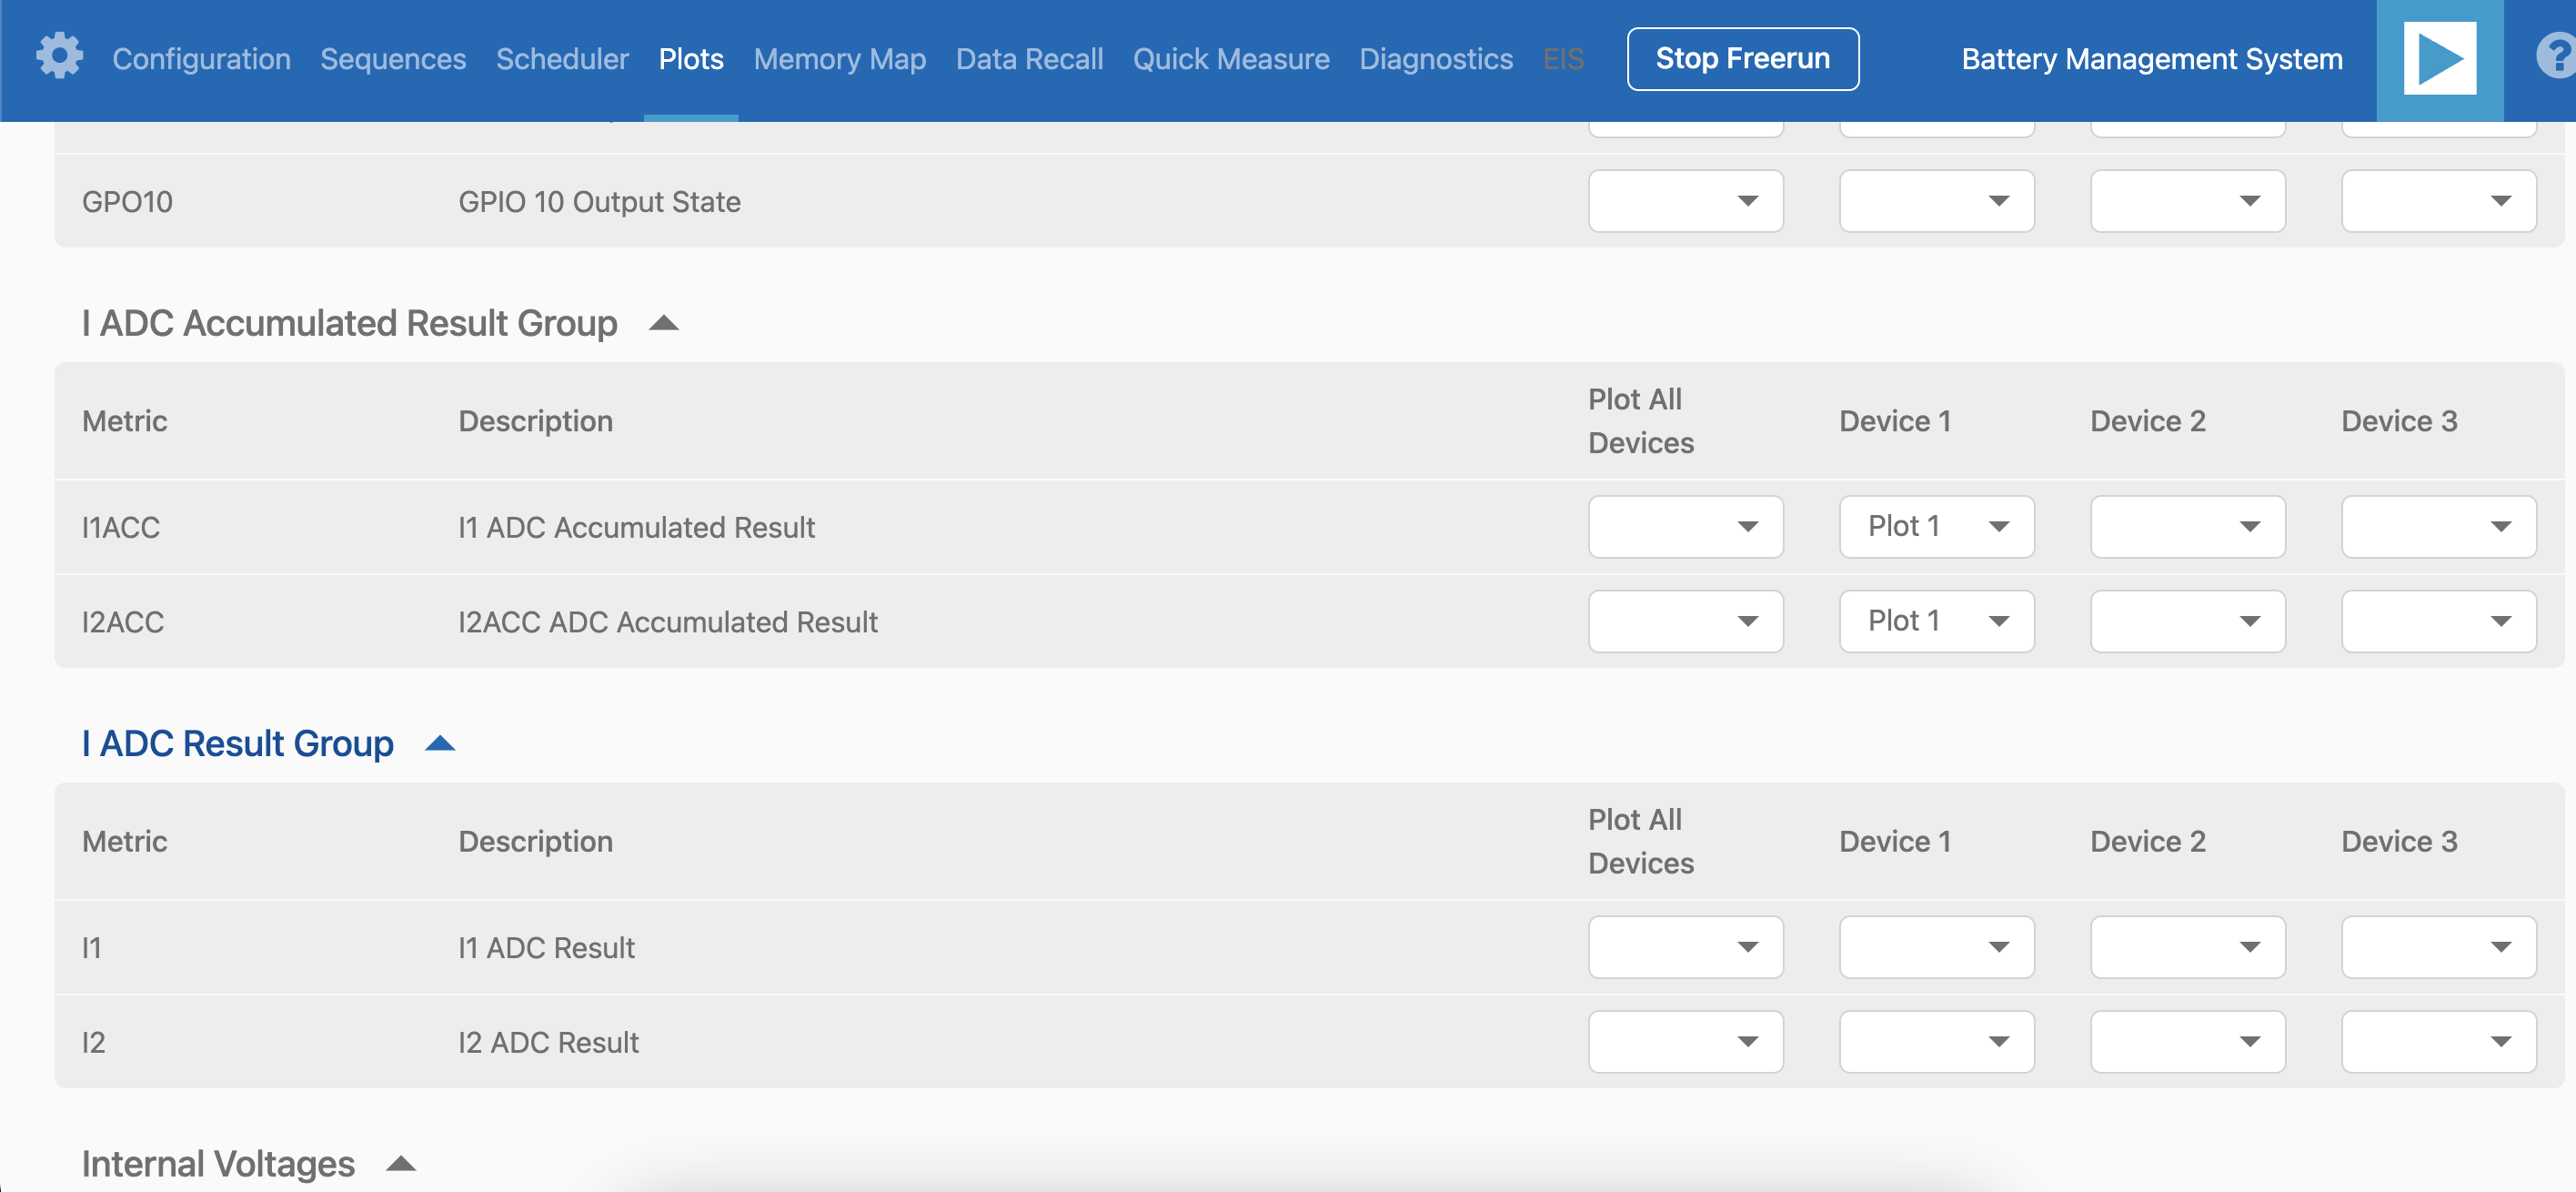 Configuration Sequences Scheduler Plots Memory Map Data Recall Quick Measure Diagnostics EIS Stop Freerun Battery Management System ?
GPO10 GPIO 10 Output State
I ADC Accumulated Result Group
Metric Description Plot All Devices Device 1 Device 2 Device 3
I1ACC I1 ADC Accumulated Result Plot 1
I2ACC I2ACC ADC Accumulated Result Plot 1
I ADC Result Group
Metric Description Plot All Devices Device 1 Device 2 Device 3
I1 I1 ADC Result
I2 I2 ADC Result
Internal Voltages